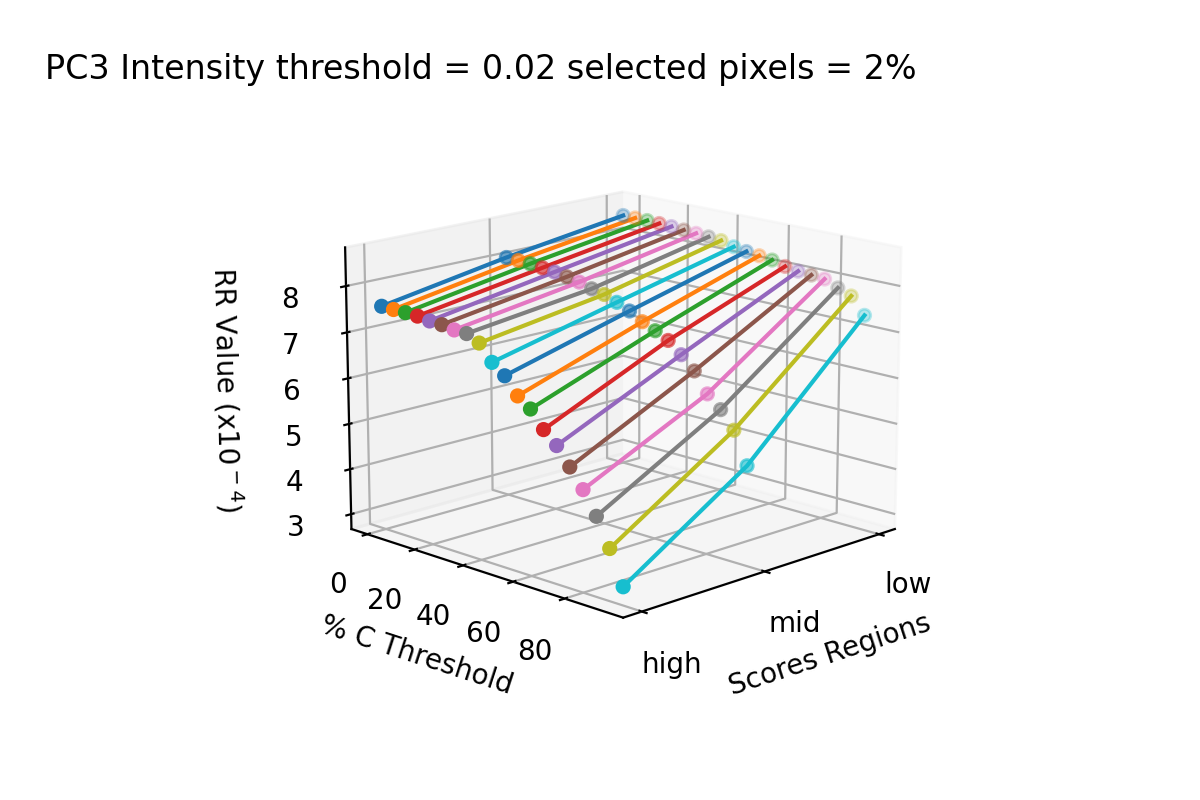 PC3 Intensity threshold = 0.02 selected pixels = 2%
RR Value (x10⁻⁴)
8
7
6
5
4
3
0
20
40
60
80
% C Threshold
high
mid
low
Scores Regions